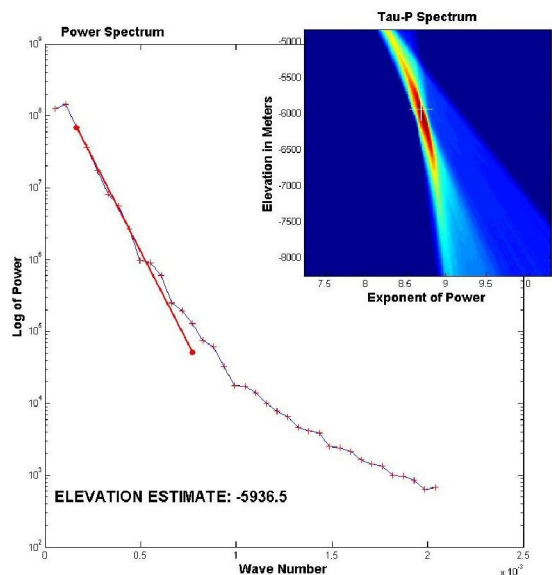 Tau-P Spectrum
Power Spectrum
10^9
10^8
10^7
10^6
10^5
10^4
10^3
10^2
Log of Power
-5000
-5500
-6000
-6500
-7000
-7500
-8000
Elevation in Meters
7.5 8 8.5 9 9.5 10
Exponent of Power
ELEVATION ESTIMATE: -5936.5
0 0.5 1 1.5 2 2.5
Wave Number
x 10^-3